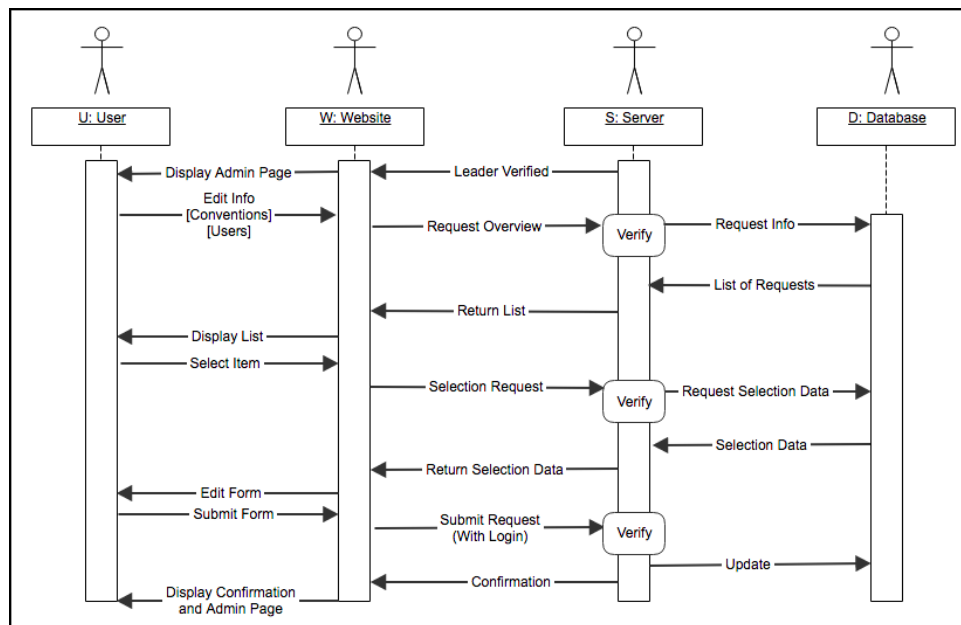 U: User
W: Website
S: Server
D: Database
Display Admin Page
Leader Verified
Edit Info
[Conventions]
[Users]
Request Overview
Verify
Request Info
List of Requests
Return List
Display List
Select Item
Selection Request
Verify
Request Selection Data
Selection Data
Return Selection Data
Edit Form
Submit Form
Submit Request
(With Login)
Verify
Update
Confirmation
Display Confirmation
and Admin Page